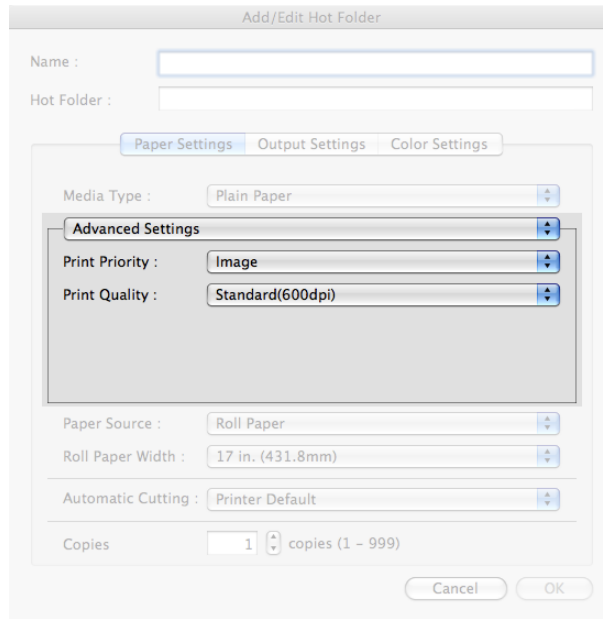 Add/Edit Hot Folder
Name :
Hot Folder :
Paper Settings Output Settings Color Settings
Media Type : Plain Paper
Advanced Settings
Print Priority : Image
Print Quality : Standard(600dpi)
Paper Source : Roll Paper
Roll Paper Width : 17 in. (431.8mm)
Automatic Cutting : Printer Default
Copies 1 copies (1 – 999)
Cancel OK